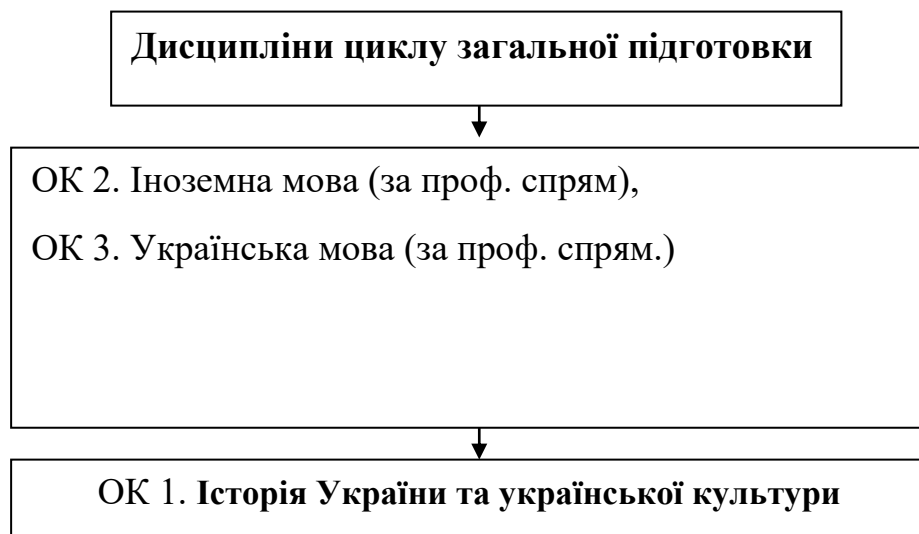 Дисципліни циклу загальної підготовки
ОК 2. Іноземна мова (за проф. спрям),
ОК 3. Українська мова (за проф. спрям.)
ОК 1. Історія України та української культури